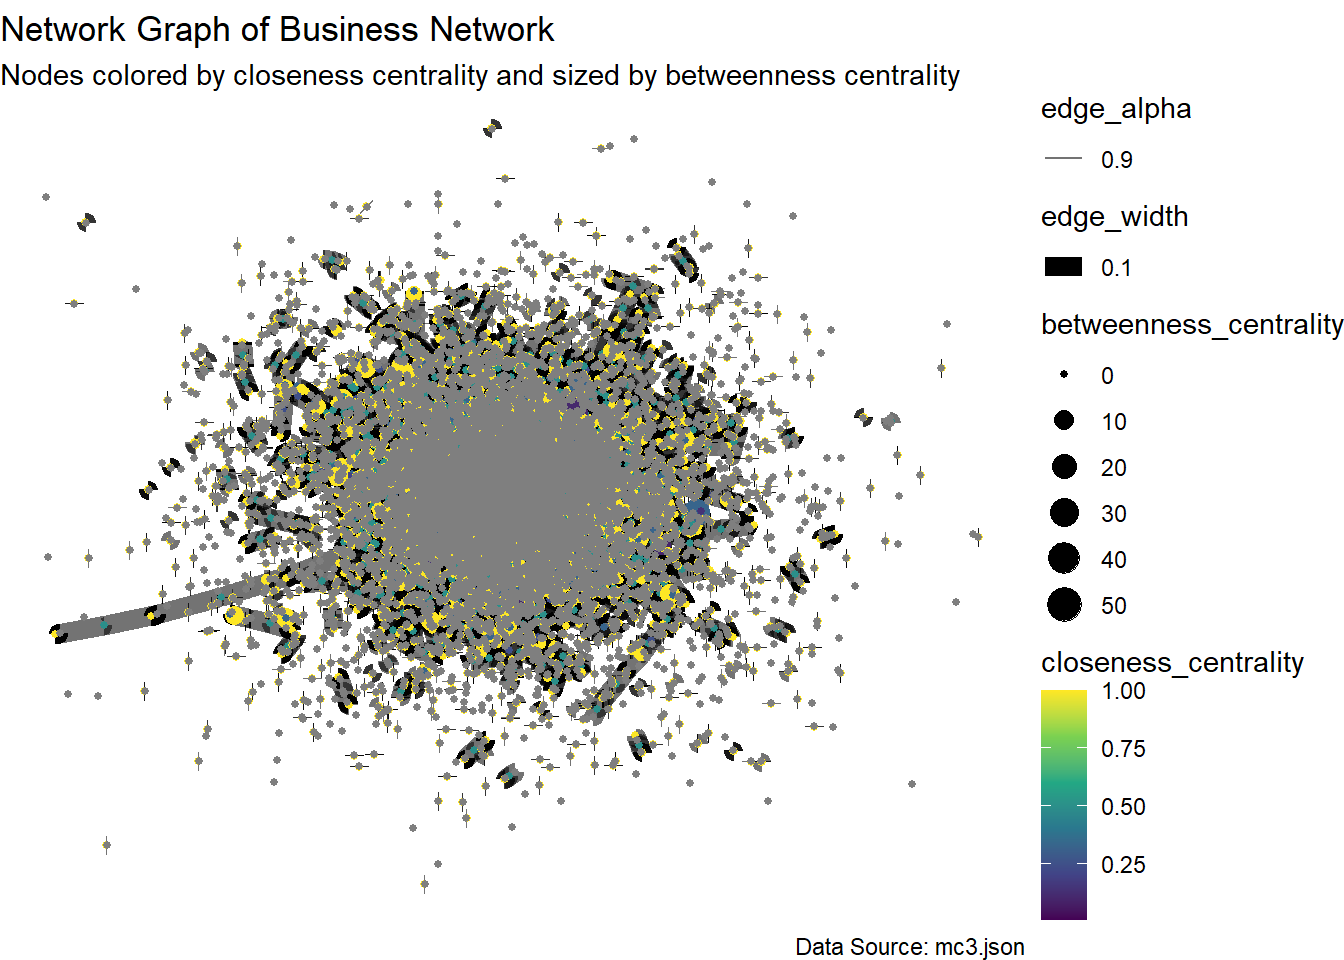 Network Graph of Business Network
Nodes colored by closeness centrality and sized by betweenness centrality
edge_alpha
0.9
edge_width
0.1
betweenness_centrality
0
10
20
30
40
50
closeness_centrality
1.00
0.75
0.50
0.25
Data Source: mc3.json